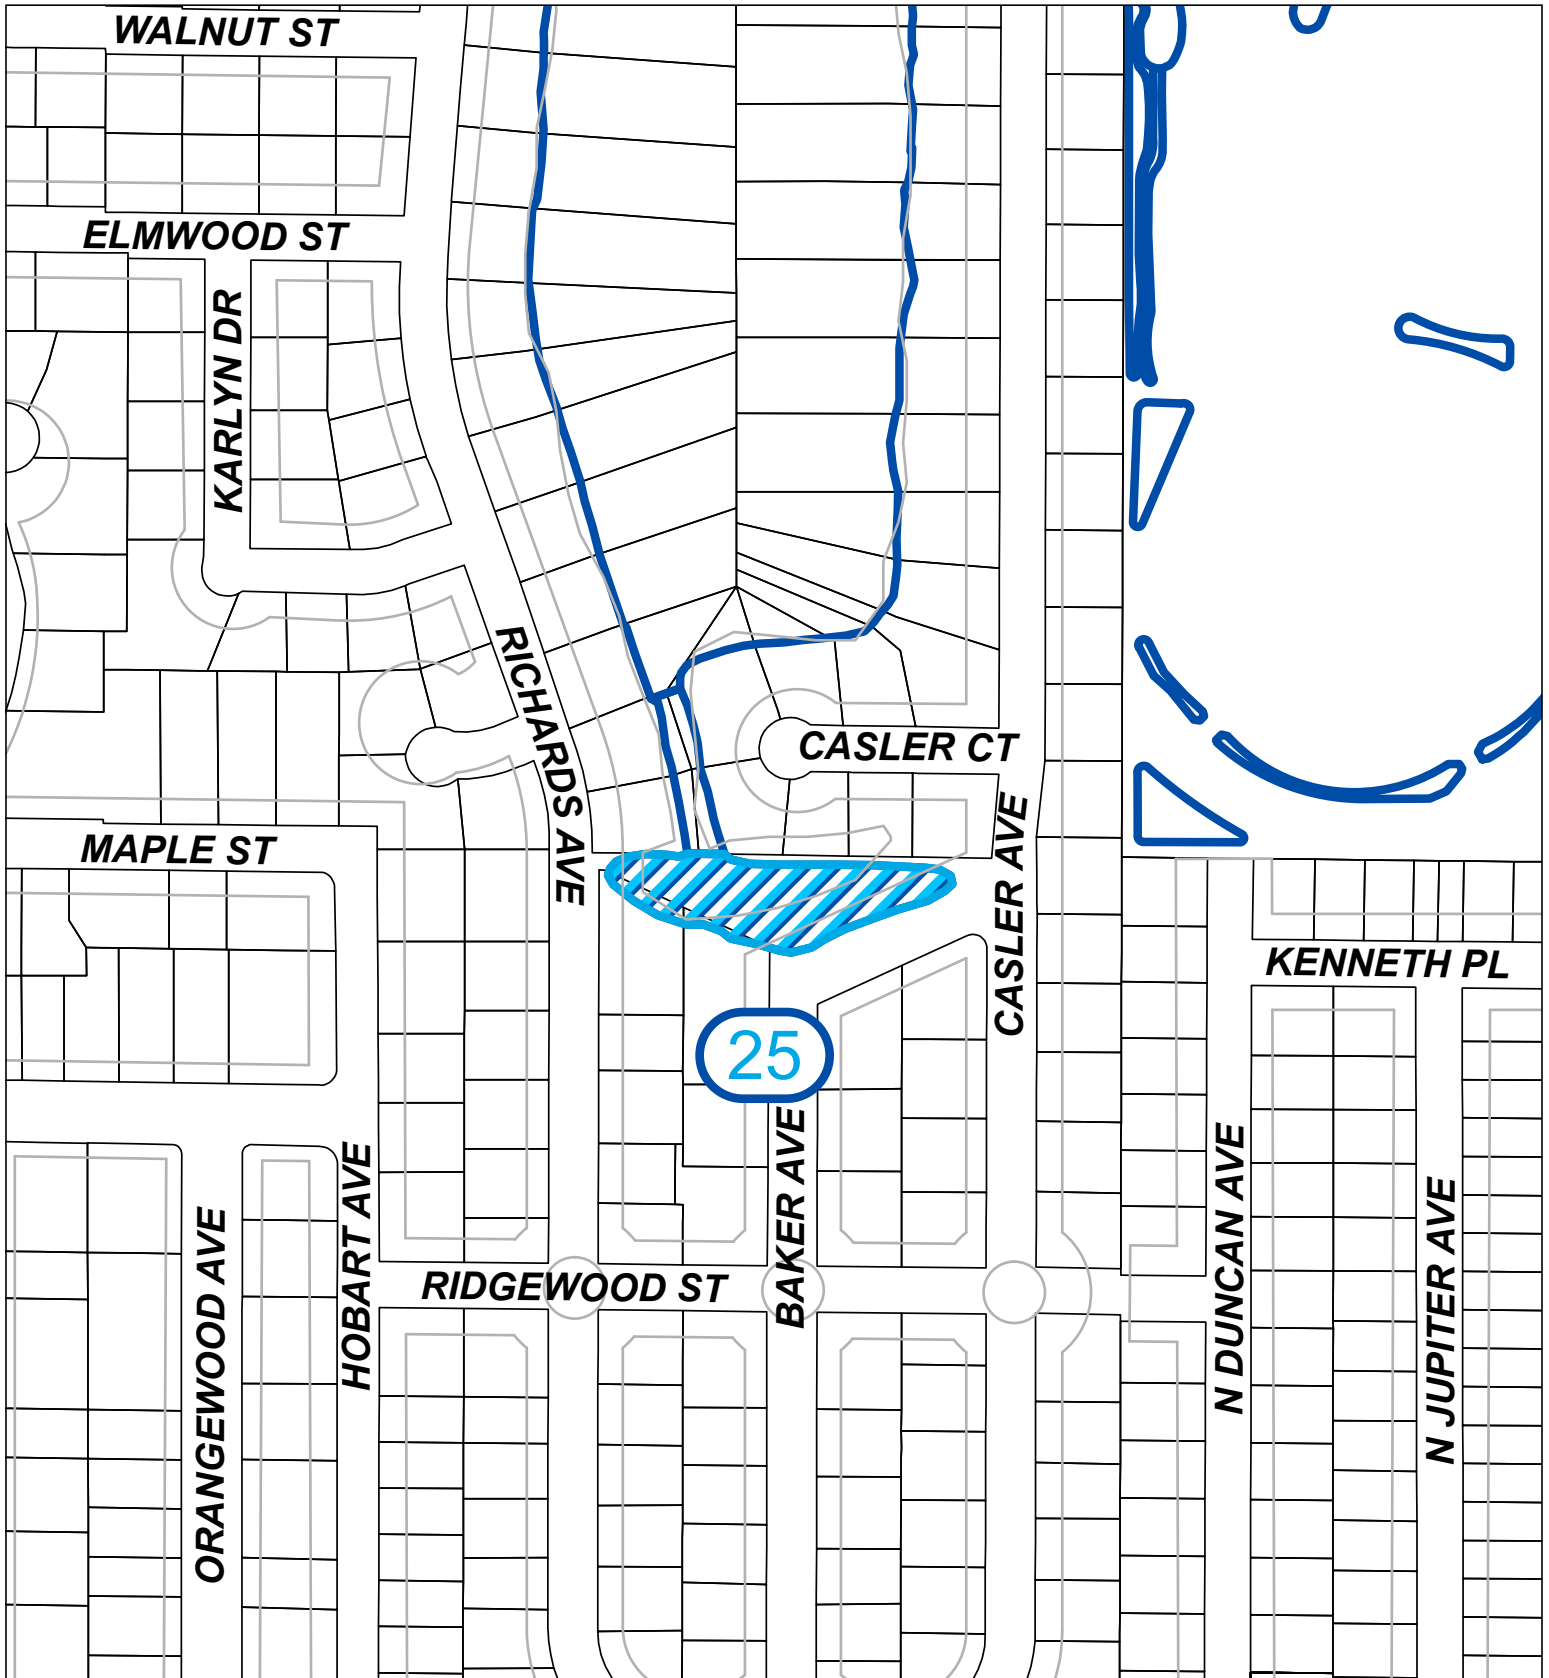 WALNUT ST
ELMWOOD ST
KARLYN DR
RICHARDS AVE
CASLER CT
MAPLE ST
CASLER AVE
KENNETH PL
25
BAKER AVE
HOBART AVE
N DUNCAN AVE
N JUPITER AVE
ORANGEWOOD AVE
RIDGEWOOD ST